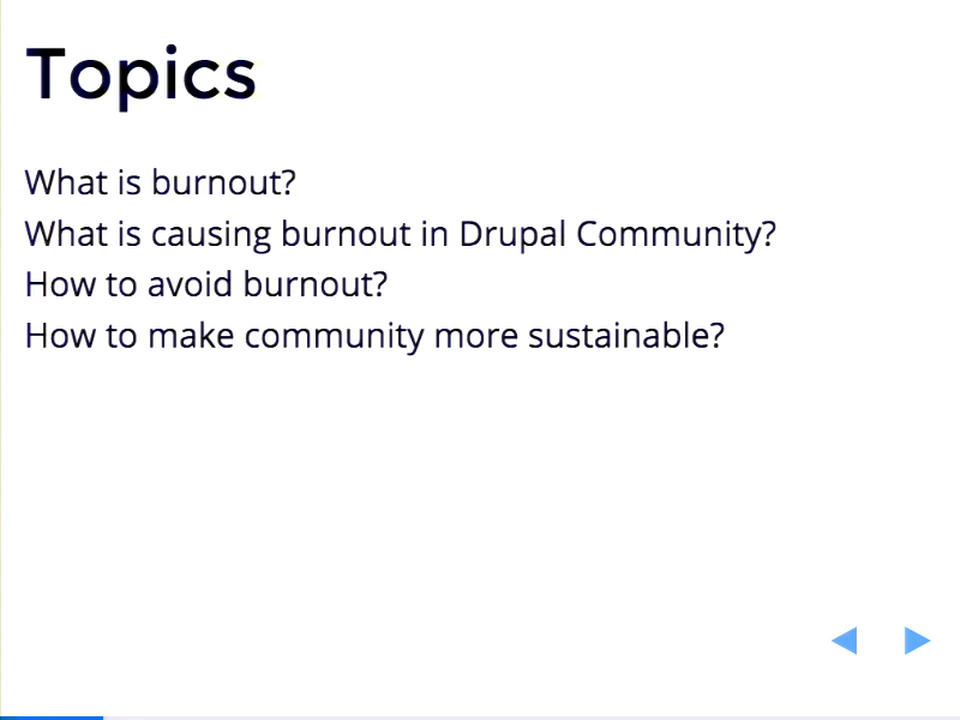 Topics
What is burnout?
What is causing burnout in Drupal Community?
How to avoid burnout?
How to make community more sustainable?